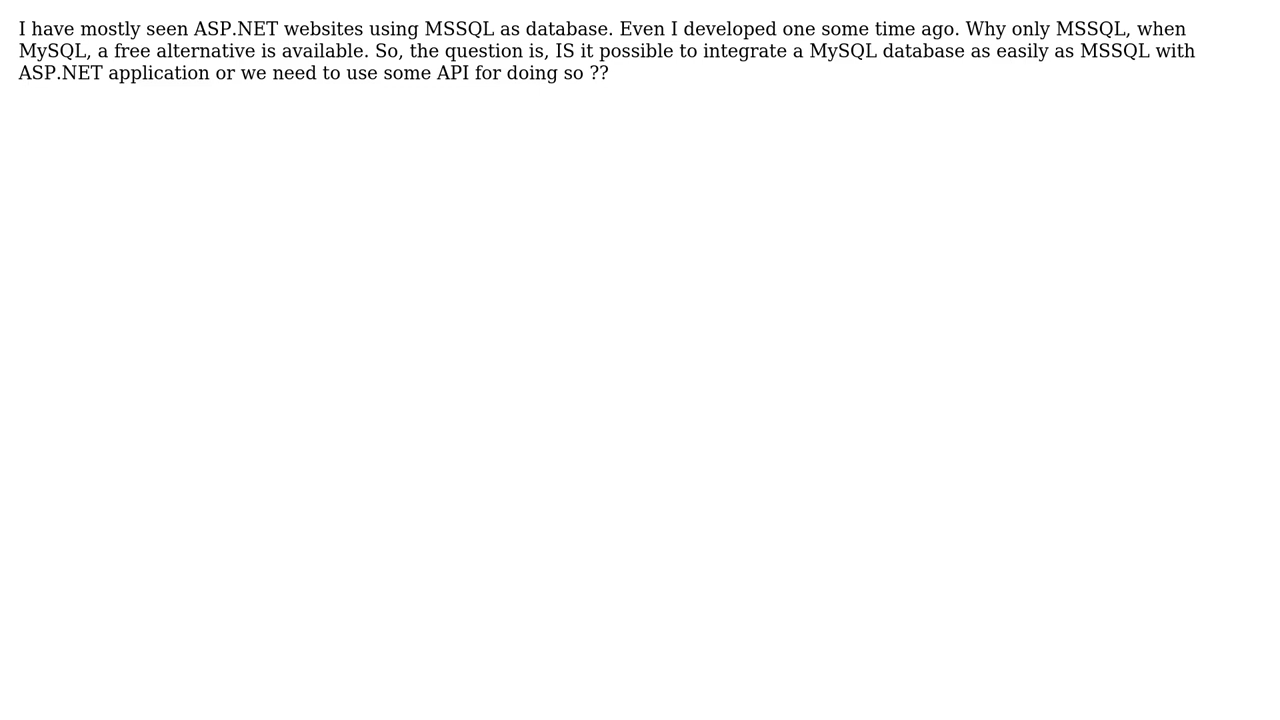 I have mostly seen ASP.NET websites using MSSQL as database. Even I developed one some time ago. Why only MSSQL, when
MySQL, a free alternative is available. So, the question is, IS it possible to integrate a MySQL database as easily as MSSQL with
ASP.NET application or we need to use some API for doing so ??